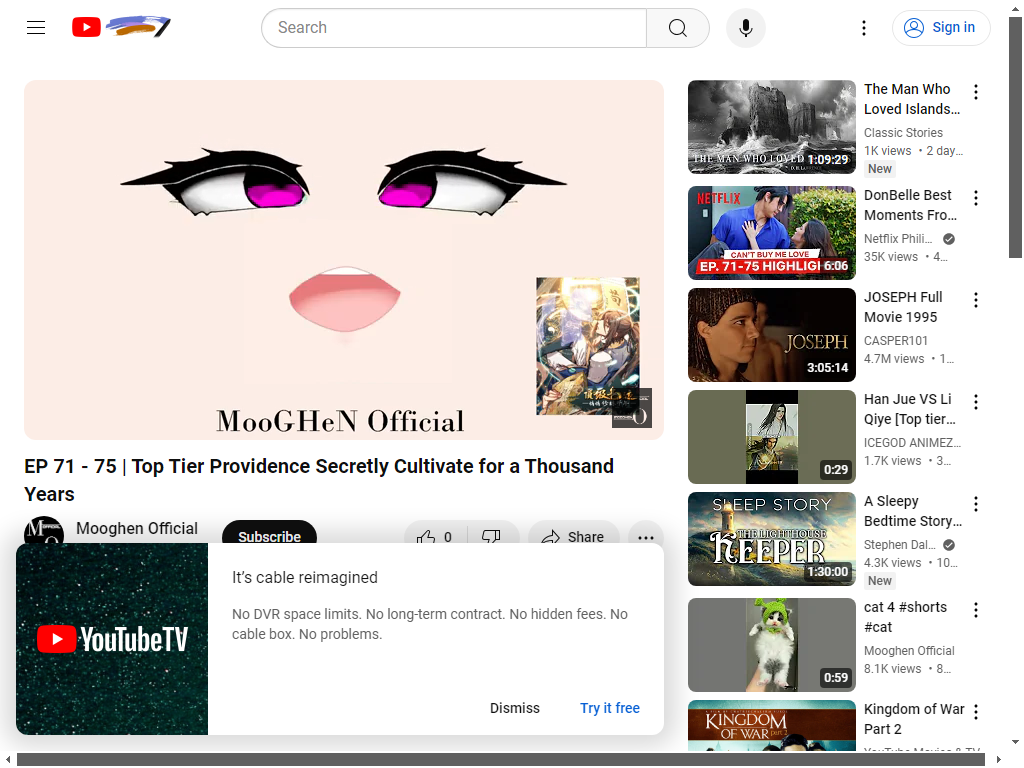 Search
Sign in
MooGHeN Official
EP 71 - 75 | Top Tier Providence Secretly Cultivate for a Thousand
Years
Mooghen Official
Subscribe
0
Share
YouTubeTV
It's cable reimagined
No DVR space limits. No long-term contract. No hidden fees. No
cable box. No problems.
Dismiss
Try it free
THE MAN WHO LOVED
1:09:29
The Man Who
Loved Islands…
Classic Stories
1K views • 2 day…
New
NETFLIX
CAN'T BUY ME LOVE
EP. 71-75 HIGHLIG
6:06
DonBelle Best
Moments Fro…
Netflix Phili…
35K views • 4…
JOSEPH
3:05:14
JOSEPH Full
Movie 1995
CASPER101
4.7M views • 1…
0:29
Han Jue VS Li
Qiye [Top tier…
ICEGOD ANIMEZ…
1.7K views • 3…
SLEEP STORY
THE LIGHTHOUSE
KEEPER
1:30:00
A Sleepy
Bedtime Story…
Stephen Dal…
4.3K views • 10…
New
0:59
cat 4 #shorts
#cat
Mooghen Official
8.1K views • 8…
KINGDOM
OF WAR part 2
Kingdom of War
Part 2
YouTube Movies & TV